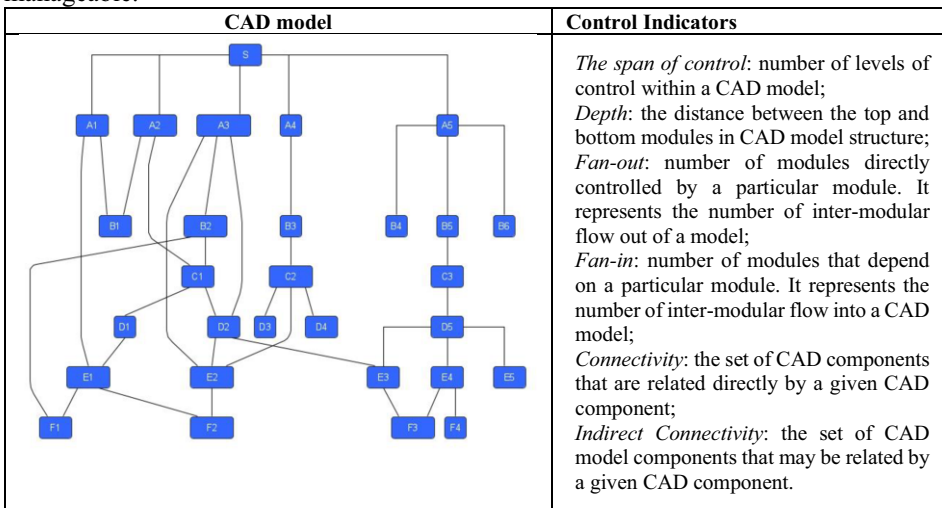 manageable.
CAD model
Control Indicators
S
A1 A2 A3 A4 A5
B1 B2 B3 B4 B5 B6
C1 C2 C3
D1 D2 D3 D4 D5
E1 E2 E3 E4 E5
F1 F2 F3 F4
The span of control: number of levels of
control within a CAD model;
Depth: the distance between the top and
bottom modules in CAD model structure;
Fan-out: number of modules directly
controlled by a particular module. It
represents the number of inter-modular
flow out of a model;
Fan-in: number of modules that depend
on a particular module. It represents the
number of inter-modular flow into a CAD
model;
Connectivity: the set of CAD components
that are related directly by a given CAD
component;
Indirect Connectivity: the set of CAD
model components that may be related by
a given CAD component.